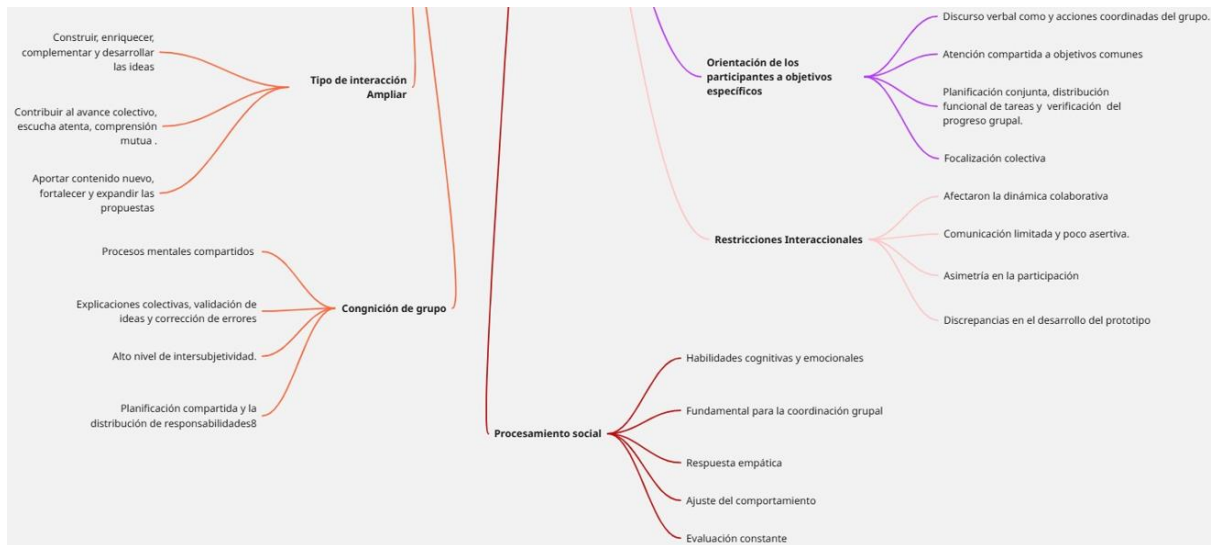 Construir, enriquecer,
complementar y desarrollar
las ideas
Tipo de interacción
Ampliar
Contribuir al avance colectivo,
escucha atenta, comprensión
mutua .
Aportar contenido nuevo,
fortalecer y expandir las
propuestas
Procesos mentales compartidos
Explicaciones colectivas, validación de
ideas y corrección de errores
Congnición de grupo
Alto nivel de intersubjetividad.
Planificación compartida y la
distribución de responsabilidades8
Discurso verbal como y acciones coordinadas del grupo.
Atención compartida a objetivos comunes
Orientación de los
participantes a objetivos
específicos
Planificación conjunta, distribución
funcional de tareas y verificación del
progreso grupal.
Focalización colectiva
Afectaron la dinámica colaborativa
Comunicación limitada y poco asertiva.
Restricciones Interaccionales
Asimetría en la participación
Discrepancias en el desarrollo del prototipo
Habilidades cognitivas y emocionales
Fundamental para la coordinación grupal
Procesamiento social
Respuesta empática
Ajuste del comportamiento
Evaluación constante